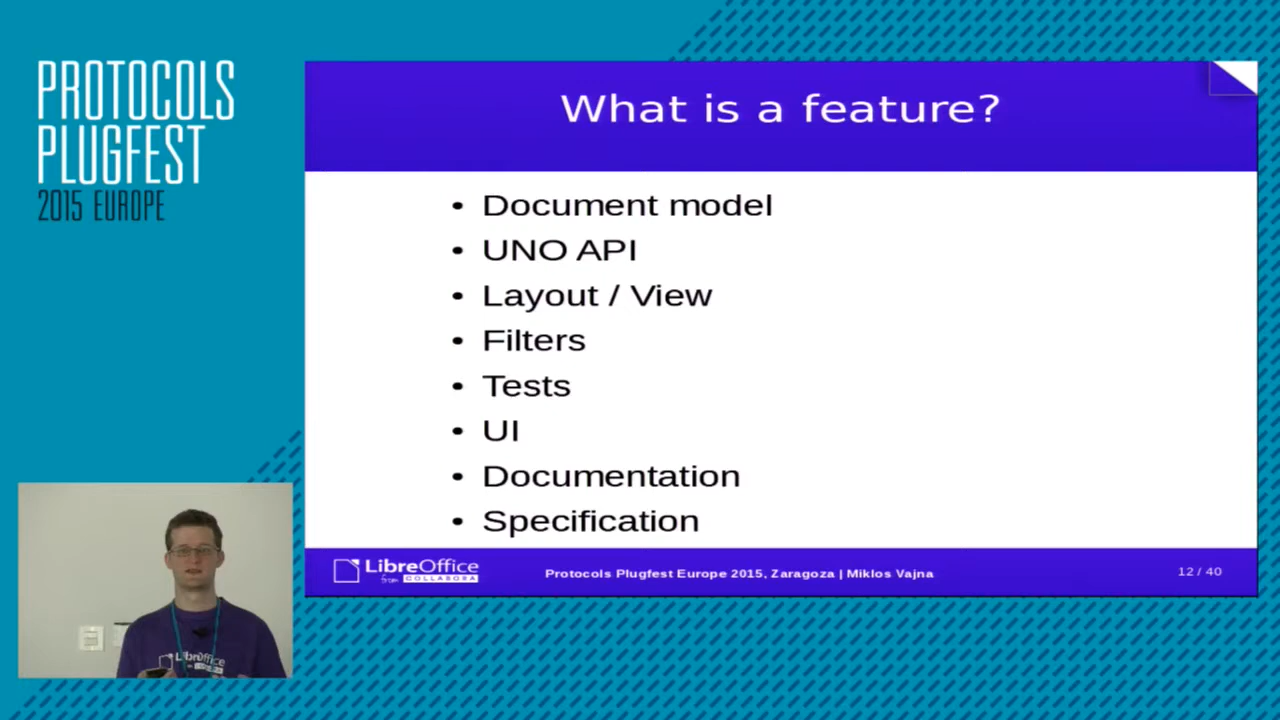 PROTOCOLS
PLUGFEST
2015 EUROPE
What is a feature?
• Document model
• UNO API
• Layout / View
• Filters
• Tests
• UI
• Documentation
• Specification
LibreOffice
from COLLABORA
Protocols Plugfest Europe 2015, Zaragoza | Miklos Vajna
12 / 40
LibreOffice